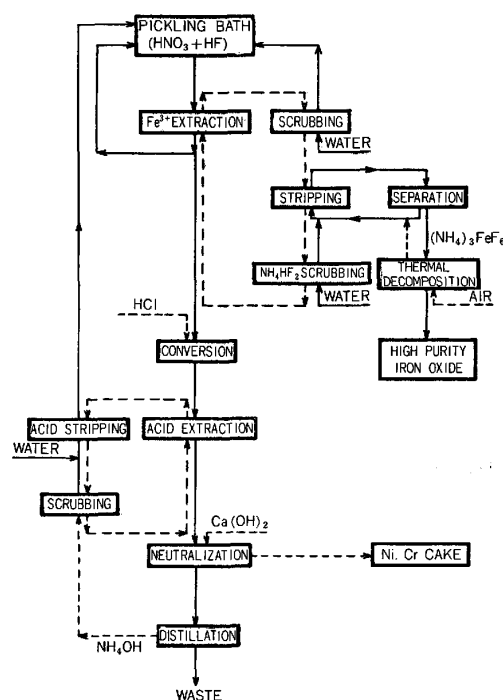 PICKLING BATH
(HNO3+HF)
Fe3+ EXTRACTION
SCRUBBING
WATER
STRIPPING
SEPARATION
(NH4)3FeF6
NH4HF2 SCRUBBING
THERMAL
DECOMPOSITION
WATER
AIR
HCl
CONVERSION
HIGH PURITY
IRON OXIDE
ACID STRIPPING
ACID EXTRACTION
WATER
SCRUBBING
Ca(OH)2
NEUTRALIZATION
Ni. Cr CAKE
DISTILLATION
NH4OH
WASTE